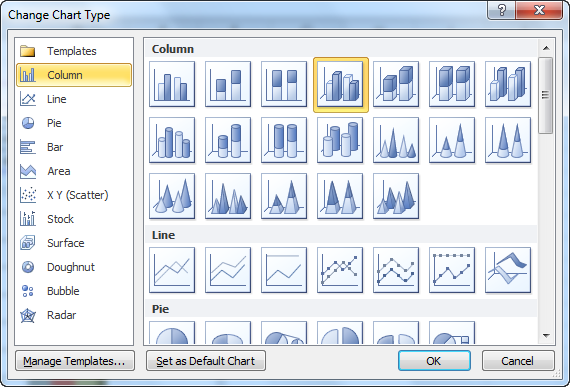 Change Chart Type
Templates
Column
Line
Pie
Bar
Area
X Y (Scatter)
Stock
Surface
Doughnut
Bubble
Radar
Column
Line
Pie
Manage Templates...
Set as Default Chart
OK
Cancel